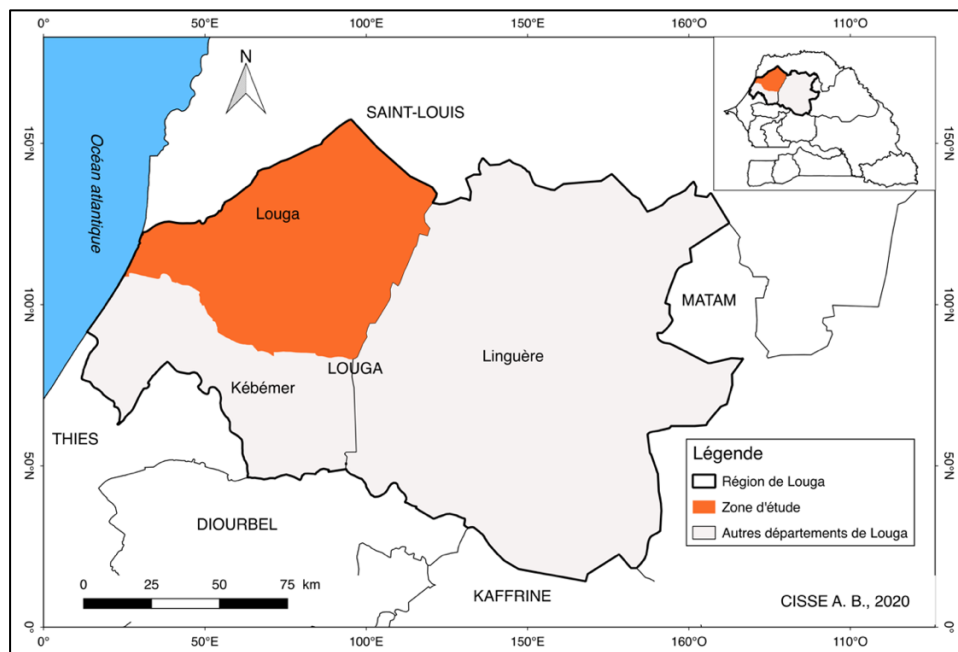 0° 50°E 100°E 150°E 160°O 110°O
N
SAINT-LOUIS
150°N
150°N
Océan atlantique
Louga
100°N
100°N
MATAM
LOUGA
Linguère
Kébémer
THIES
50°N
50°N
Légende
Région de Louga
Zone d'étude
Autres départements de Louga
DIOURBEL
0 25 50 75 km
KAFFRINE
CISSE A. B., 2020
0°
0°
0° 50°E 100°E 150°E 160°O 110°O